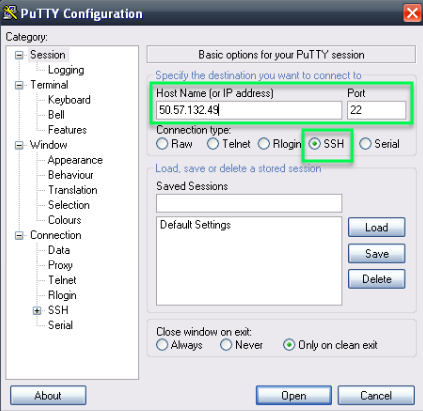 PuTTY Configuration
Category:
Session
Logging
Terminal
Keyboard
Bell
Features
Window
Appearance
Behaviour
Translation
Selection
Colours
Connection
Data
Proxy
Telnet
Rlogin
SSH
Serial
Basic options for your PuTTY session
Specify the destination you want to connect to
Host Name (or IP address) Port
50.57.132.49 22
Connection type:
Raw Telnet Rlogin SSH Serial
Load, save or delete a stored session
Saved Sessions
Default Settings
Load
Save
Delete
Close window on exit:
Always Never Only on clean exit
About Open Cancel